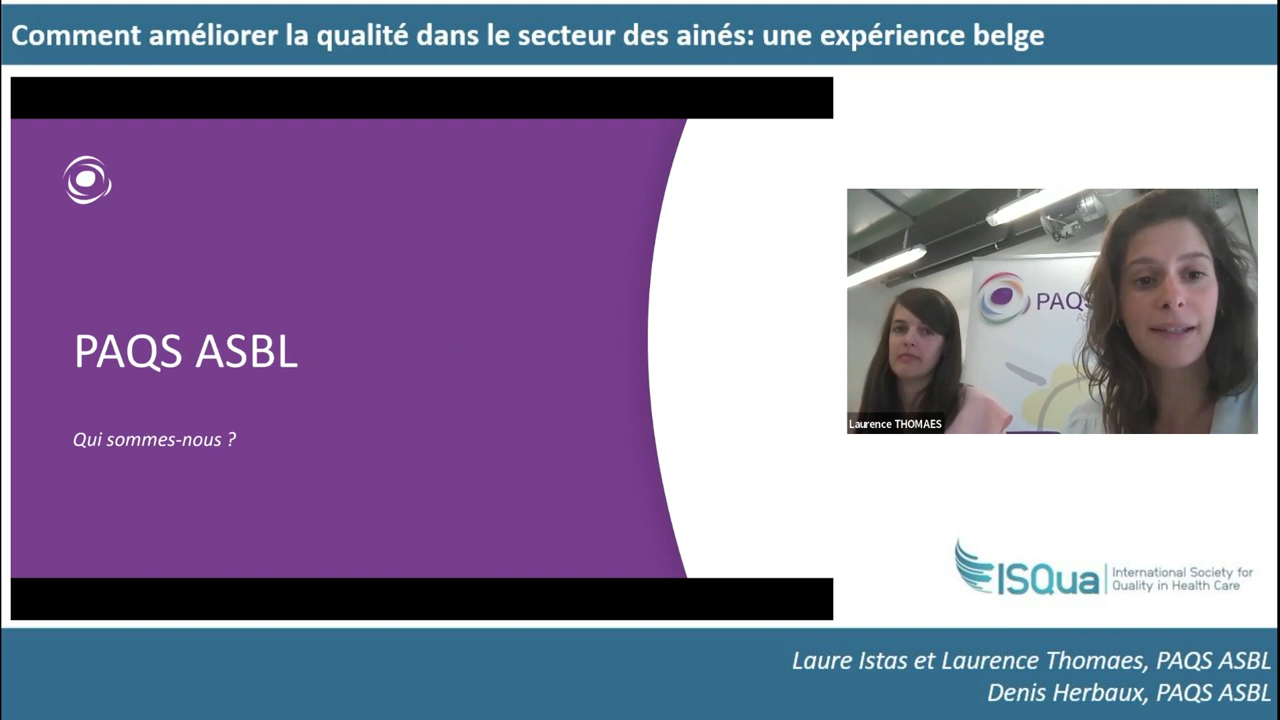 Comment améliorer la qualité dans le secteur des ainés: une expérience belge
PAQS ASBL
Qui sommes-nous ?
PAQS
AS
Laurence THOMAES
ISQua
International Society for
Quality in Health Care
Laure Istas et Laurence Thomaes, PAQS ASBL
Denis Herbaux, PAQS ASBL